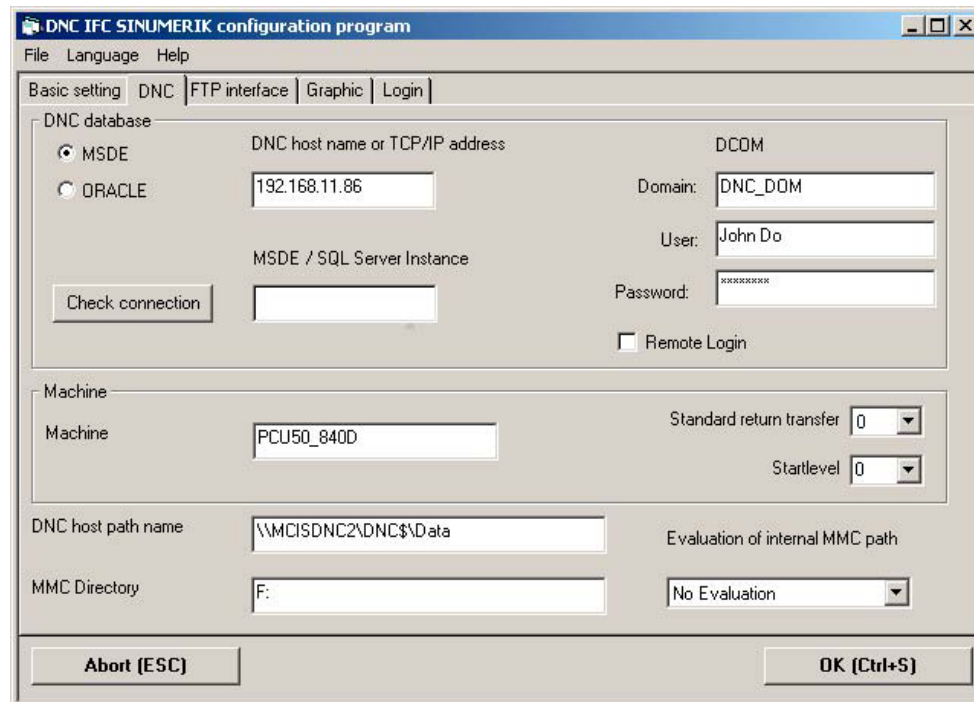 DNC IFC SINUMERIK configuration program
File Language Help
Basic setting DNC FTP interface Graphic Login
DNC database
MSDE
ORACLE
DNC host name or TCP/IP address
192.168.11.86
MSDE / SQL Server Instance
Check connection
DCOM
Domain: DNC_DOM
User: John Do
Password: ********
Remote Login
Machine
Machine PCU50_840D
Standard return transfer 0
Startlevel 0
DNC host path name \\MCISDNC2\DNC$\Data
Evaluation of internal MMC path
MMC Directory F:
No Evaluation
Abort (ESC) OK (Ctrl+S)